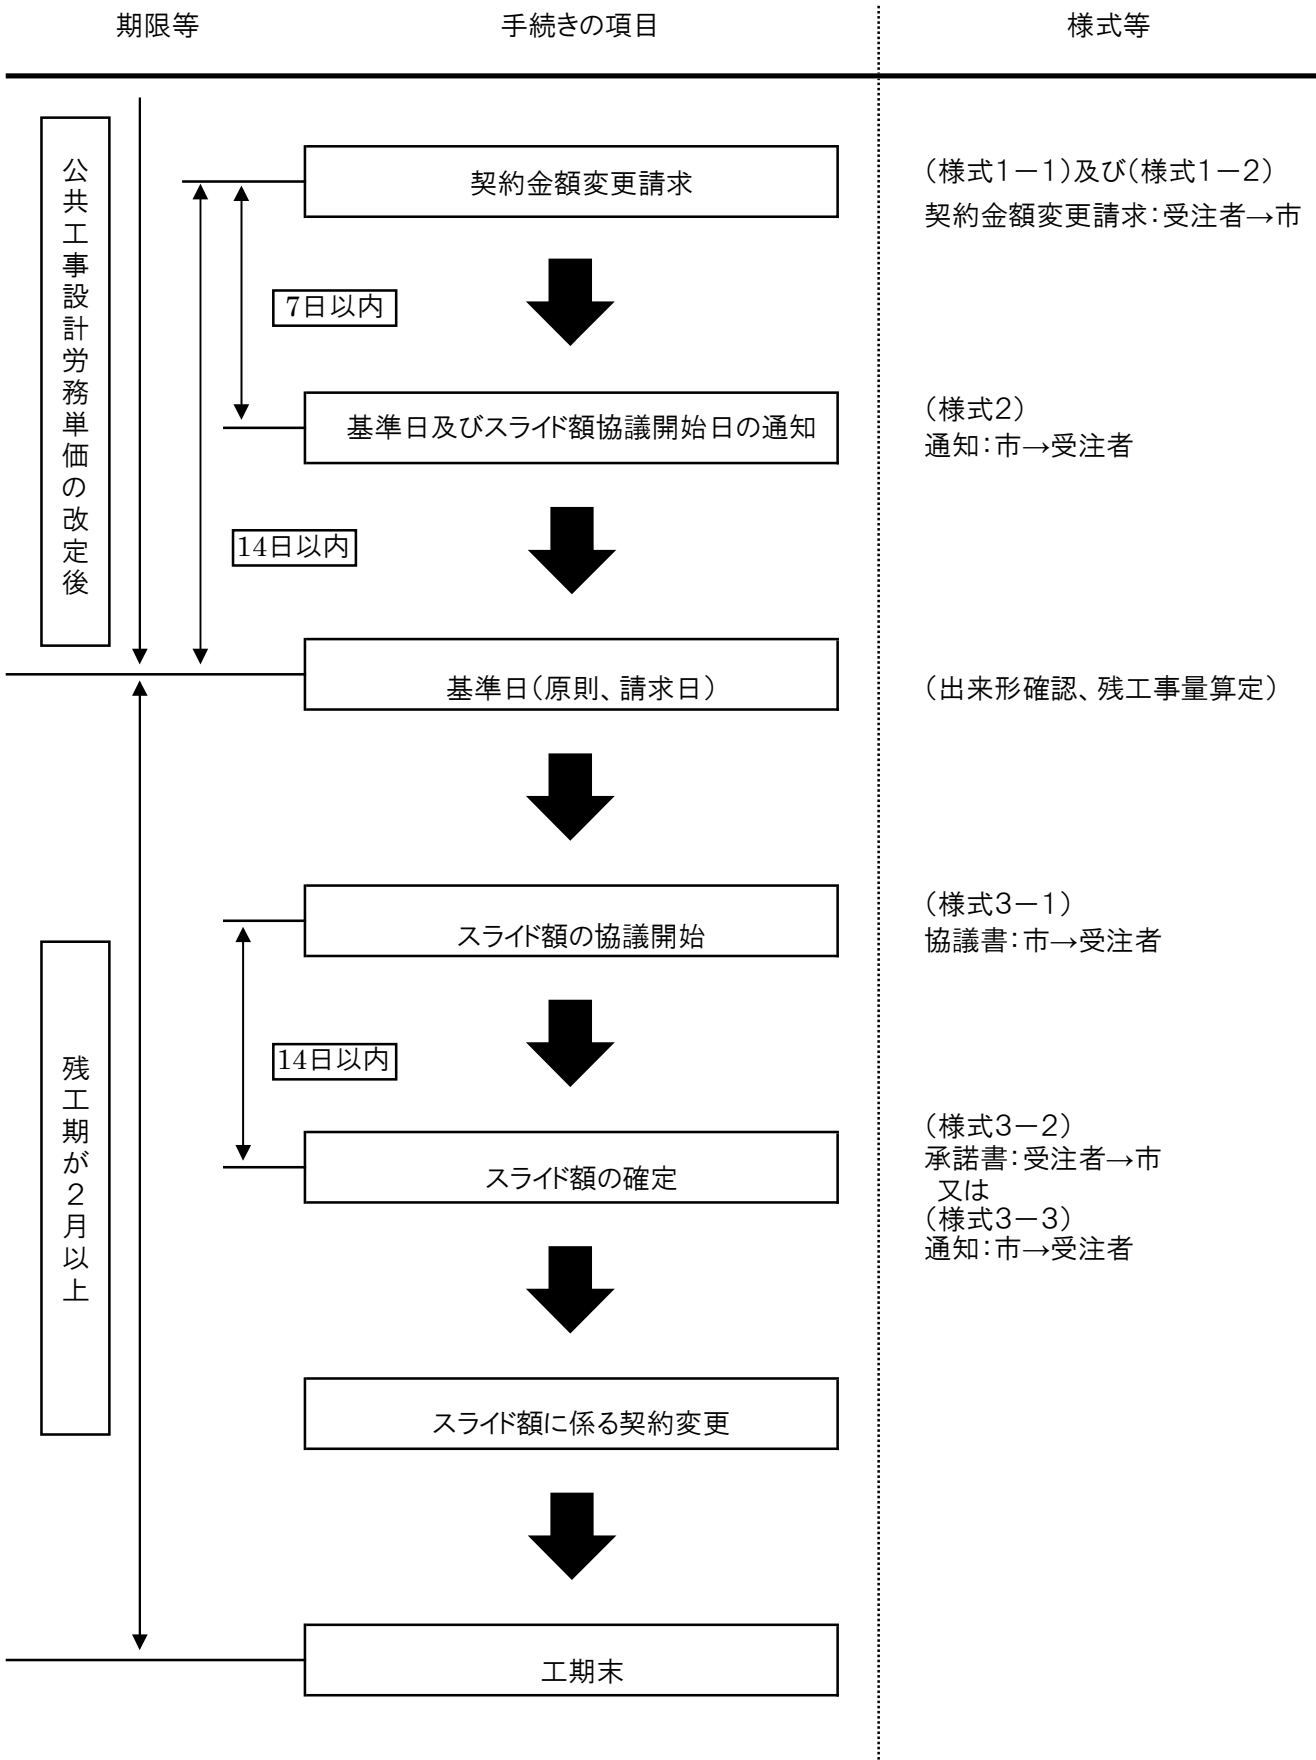 期限等
手続きの項目
様式等
公共工事設計労務単価の改定後
契約金額変更請求
(様式1-1)及び(様式1-2)
契約金額変更請求:受注者→市
7日以内
基準日及びスライド額協議開始日の通知
(様式2)
通知:市→受注者
14日以内
基準日(原則、請求日)
(出来形確認、残工事量算定)
残工期が2月以上
スライド額の協議開始
(様式3-1)
協議書:市→受注者
14日以内
スライド額の確定
(様式3-2)
承諾書:受注者→市
又は
(様式3-3)
通知:市→受注者
スライド額に係る契約変更
工期末